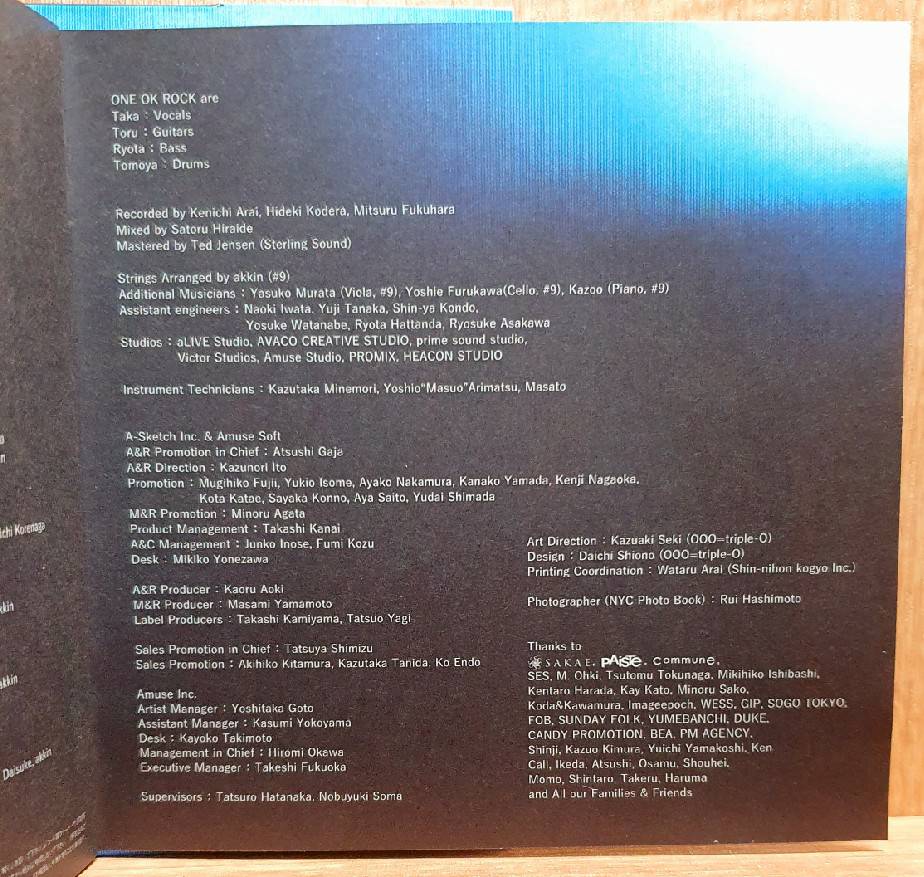 ONE OK ROCK are
Taka : Vocals
Toru : Guitars
Ryota : Bass
Tomoya : Drums
Recorded by Kenichi Arai, Hideki Kodera, Mitsuru Fukuhara
Mixed by Satoru Hiraide
Mastered by Ted Jensen (Sterling Sound)
Strings Arranged by akkin (#9)
Additional Musicians : Yasuko Murata (Viola, #9), Yoshie Furukawa(Cello, #9), Kazoo (Piano, #9)
Assistant engineers : Naoki Iwata, Yuji Tanaka, Shin-ya Kondo,
Yosuke Watanabe, Ryota Hattanda, Ryosuke Asakawa
Studios : aLIVE Studio, AVACO CREATIVE STUDIO, prime sound studio,
Victor Studios, Amuse Studio, PROMIX, HEACON STUDIO
Instrument Technicians : Kazutaka Minemori, Yoshio"Masuo"Arimatsu, Masato
A-Sketch Inc. & Amuse Soft
A&R Promotion in Chief : Atsushi Gaja
A&R Direction : Kazunori Ito
Promotion : Mugihiko Fujii, Yukio Isome, Ayako Nakamura, Kanako Yamada, Kenji Nagaoka,
Kota Katae, Sayaka Konno, Aya Saito, Yudai Shimada
M&R Promotion : Minoru Agata
Product Management : Takashi Kanai
A&C Management : Junko Inose, Fumi Kozu
Desk : Mikiko Yonezawa
A&R Producer : Kaoru Aoki
M&R Producer : Masami Yamamoto
Label Producers : Takashi Kamiyama, Tatsuo Yagi
Sales Promotion in Chief : Tatsuya Shimizu
Sales Promotion : Akihiko Kitamura, Kazutaka Tanida, Ko Endo
Amuse Inc.
Artist Manager : Yoshitaka Goto
Assistant Manager : Kasumi Yokoyama
Desk : Kayoko Takimoto
Management in Chief : Hiromi Okawa
Executive Manager : Takeshi Fukuoka
Supervisors : Tatsuro Hatanaka, Nobuyuki Soma
Art Direction : Kazuaki Seki (OOO=triple-O)
Design : Daichi Shiono (OOO=triple-O)
Printing Coordination : Wataru Arai (Shin-nihon kogyo Inc.)
Photographer (NYC Photo Book) : Rui Hashimoto
Thanks to
SAKAE, PAISTe, Commune,
SES, M. Ohki, Tsutomu Tokunaga, Mikihiko Ishibashi,
Kentaro Harada, Kay Kato, Minoru Sako,
Koda&Kawamura, Imageepoch, WESS, GIP, SOGO TOKYO,
FOB, SUNDAY FOLK, YUMEBANCHI, DUKE,
CANDY PROMOTION, BEA, PM AGENCY,
Shinji, Kazuo Kimura, Yuichi Yamakoshi, Ken
Call, Ikeda, Atsushi, Osamu, Shouhei,
Momo, Shintaro, Takeru, Haruma
and All our Families & Friends
Korenaga
akkin
Daisuke, akkin